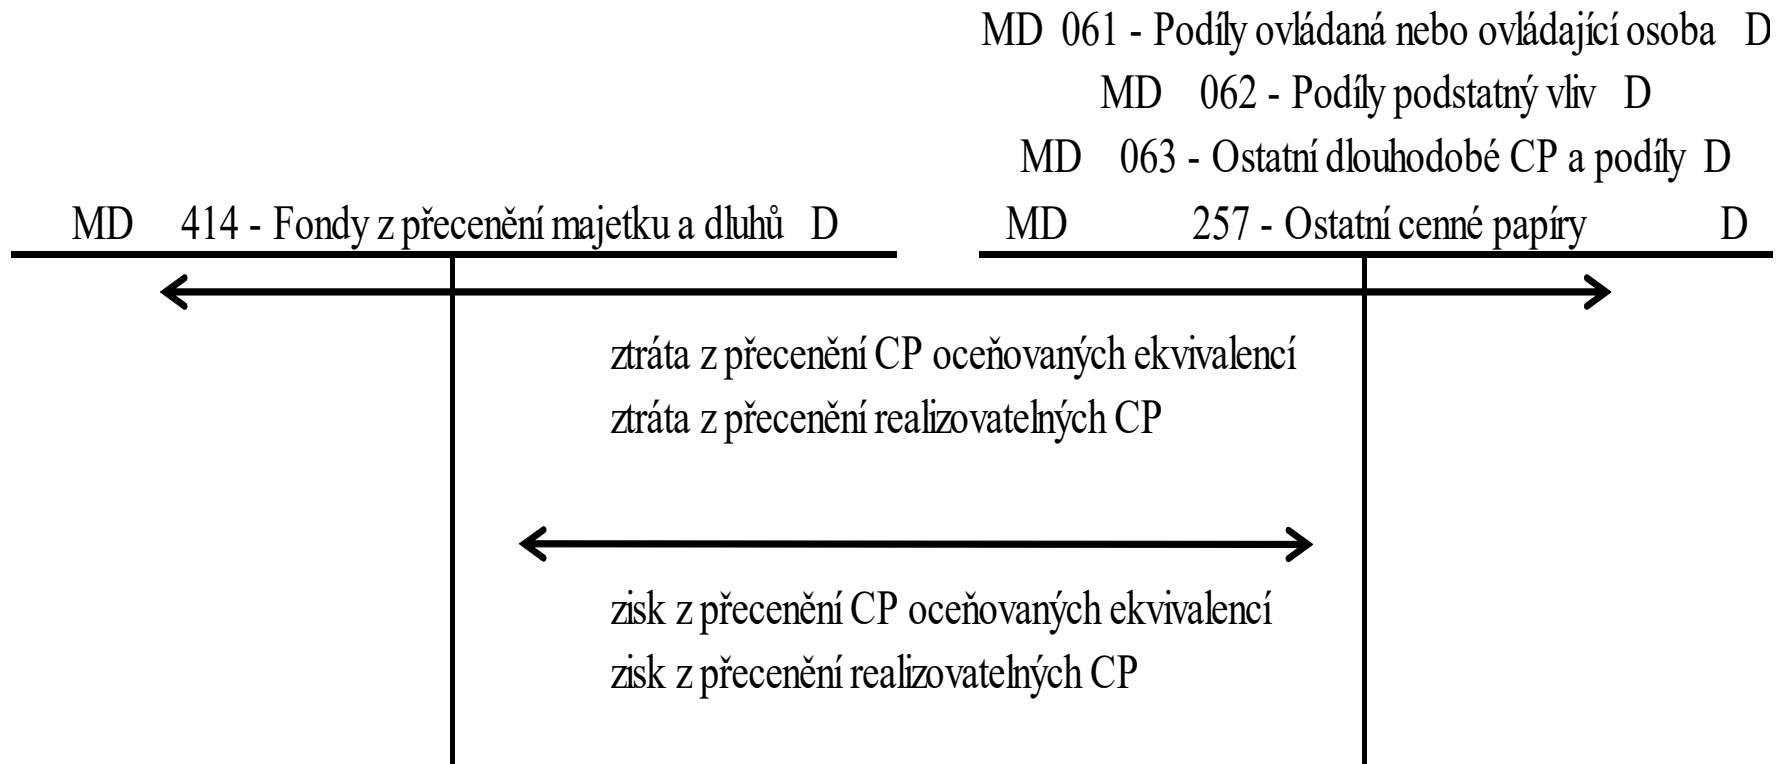 MD 061 - Podíly ovládaná nebo ovládající osoba D
MD 062 - Podíly podstatný vliv D
MD 063 - Ostatní dlouhodobé CP a podíly D
MD 414 - Fondy z přecenění majetku a dluhů D
MD 257 - Ostatní cenné papíry D
ztráta z přecenění CP oceňovaných ekvivalencí
ztráta z přecenění realizovatelných CP
zisk z přecenění CP oceňovaných ekvivalencí
zisk z přecenění realizovatelných CP